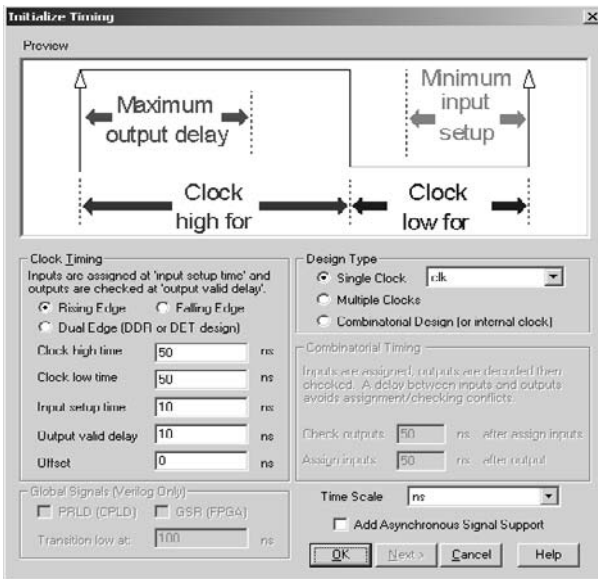 Initialize Timing
Preview
Maximum
output delay
Minimum
input
setup
Clock
high for
Clock
low for
Clock Timing
Inputs are assigned at 'input setup time' and
outputs are checked at 'output valid delay'.
Rising Edge
Falling Edge
Dual Edge (DDR or DET design)
Clock high time 50 ns
Clock low time 50 ns
Input setup time 10 ns
Output valid delay 10 ns
Offset 0 ns
Global Signals (Verilog Only)
PRLD (CPLD)
GSR (FPGA)
Transition low at: 100 ns
Design Type
Single Clock clk
Multiple Clocks
Combinatorial Design (or internal clock)
Combinatorial Timing
Inputs are assigned, outputs are decoded then
checked. A delay between inputs and outputs
avoids assignment/checking conflicts.
Check outputs 50 ns after assign inputs
Assign inputs 50 ns after output
Time Scale ns
Add Asynchronous Signal Support
OK
Next >
Cancel
Help